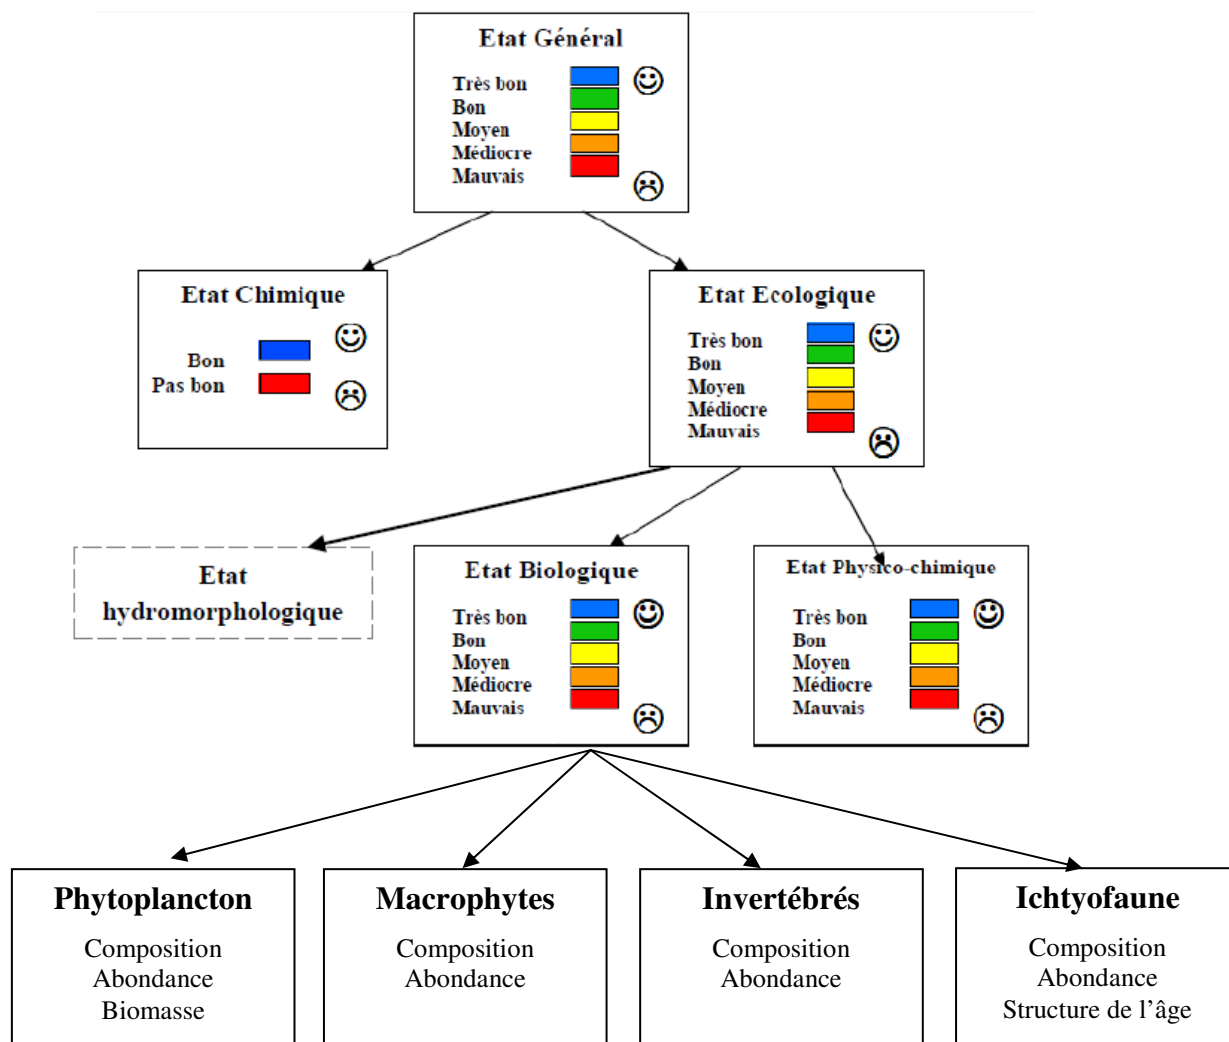 Etat Général
Très bon
Bon
Moyen
Médiocre
Mauvais
Etat Chimique
Bon
Pas bon
Etat Ecologique
Très bon
Bon
Moyen
Médiocre
Mauvais
Etat
hydromorphologique
Etat Biologique
Très bon
Bon
Moyen
Médiocre
Mauvais
Etat Physico-chimique
Très bon
Bon
Moyen
Médiocre
Mauvais
Phytoplancton
Composition
Abondance
Biomasse
Macrophytes
Composition
Abondance
Invertébrés
Composition
Abondance
Ichtyofaune
Composition
Abondance
Structure de l’âge